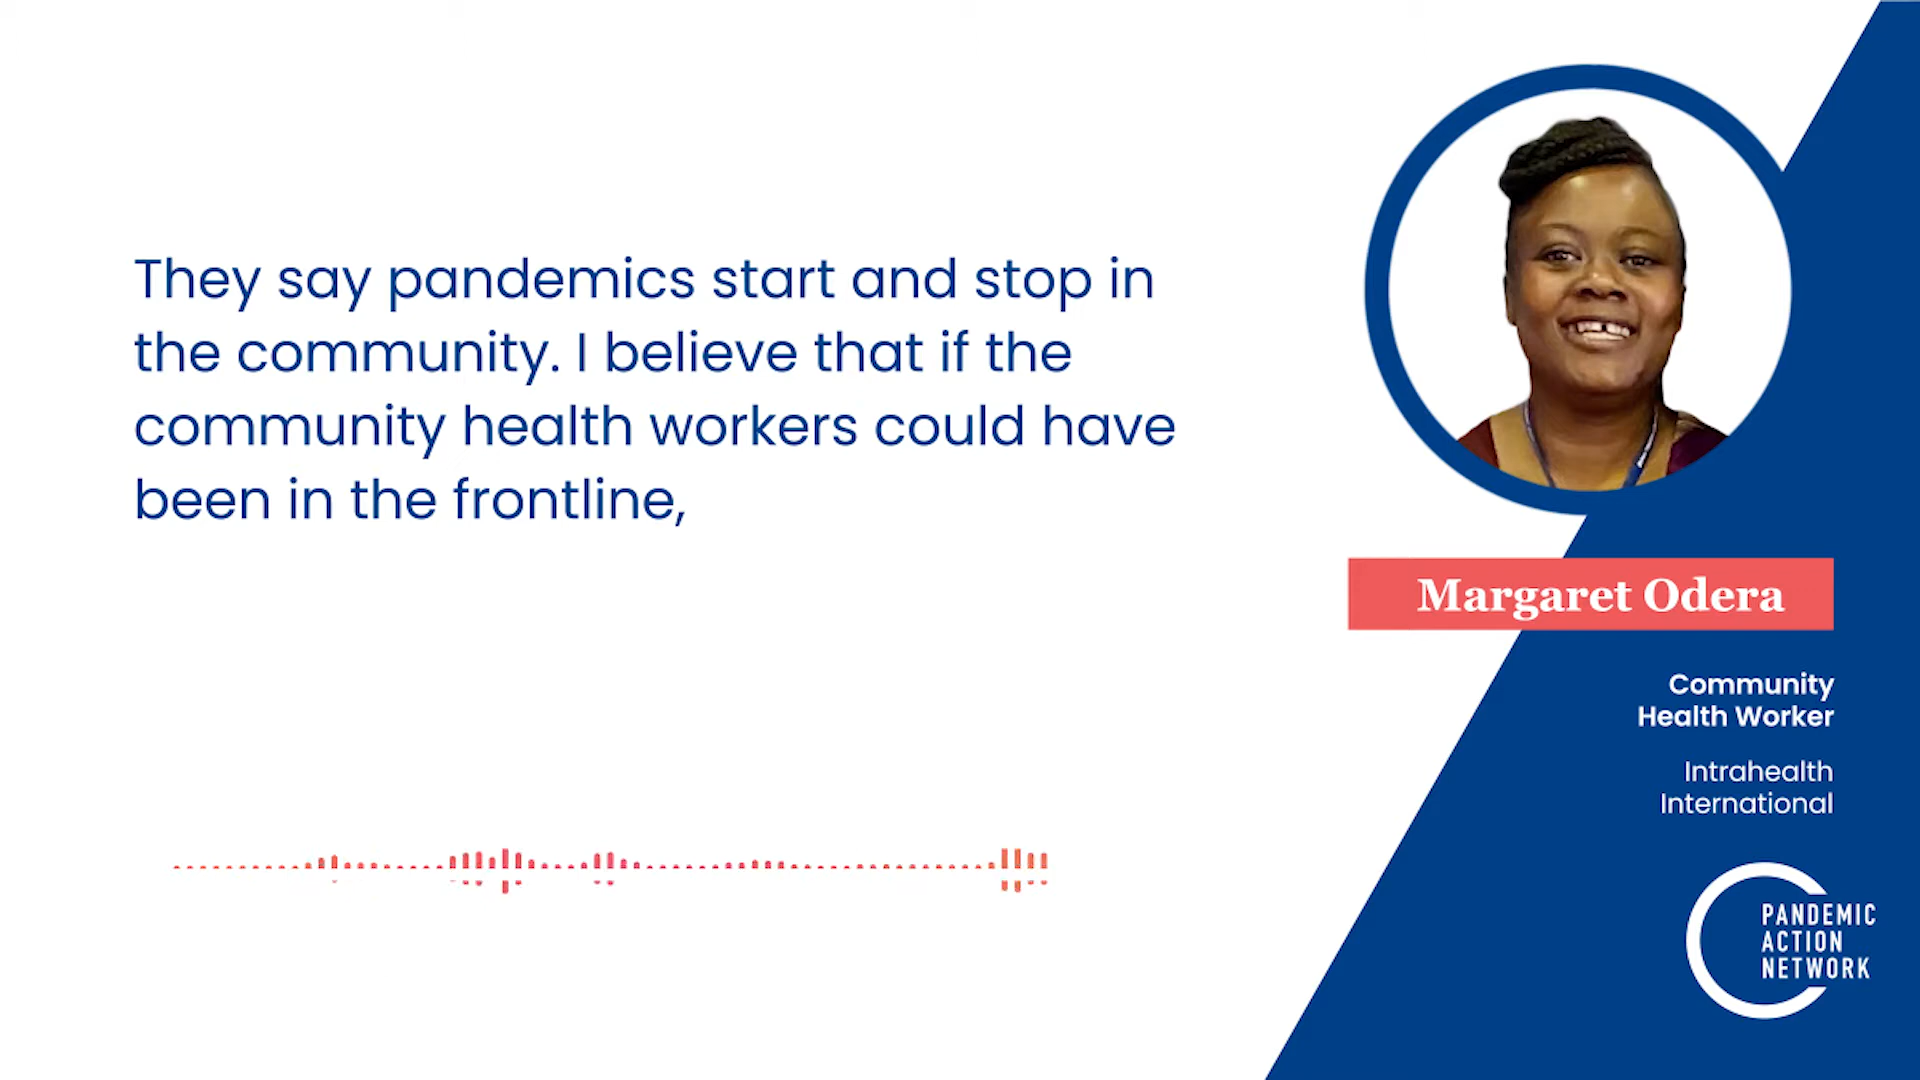 They say pandemics start and stop in
the community. I believe that if the
community health workers could have
been in the frontline,
Margaret Odera
Community
Health Worker
Intrahealth
International
PANDEMIC
ACTION
NETWORK